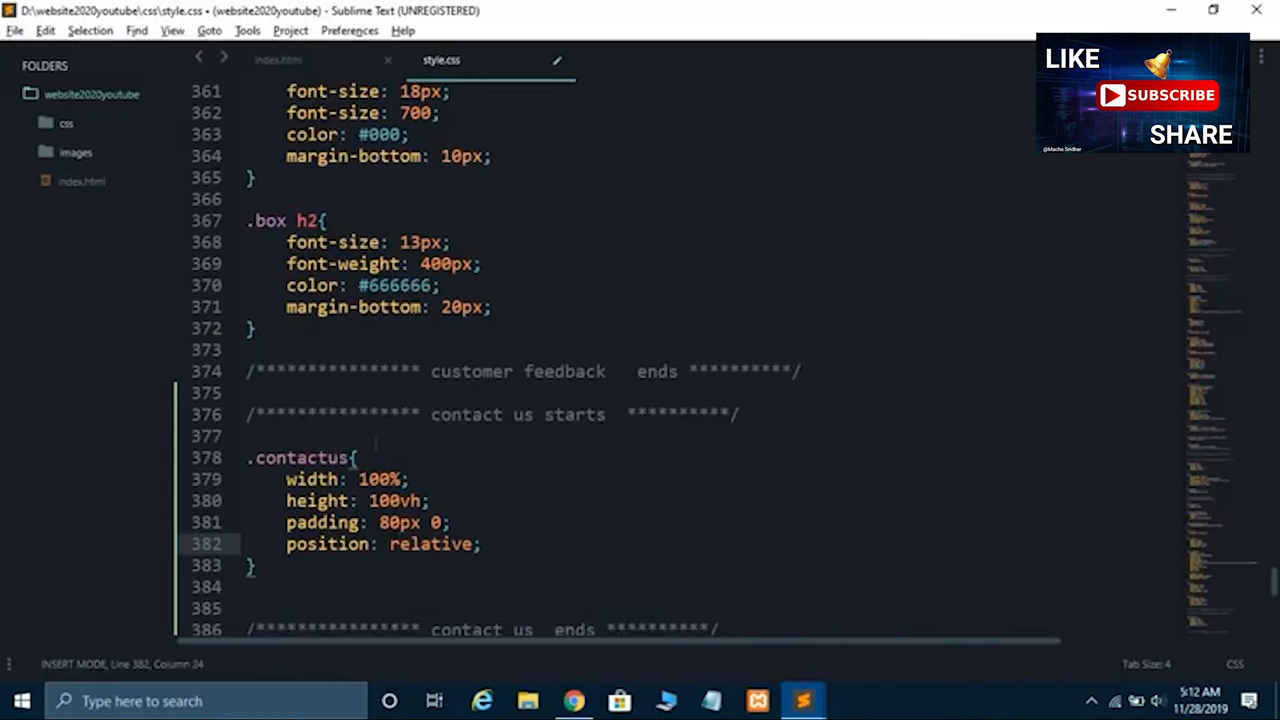 D:\website2020youtube\css\style.css • (website2020youtube) - Sublime Text (UNREGISTERED)
File Edit Selection Find View Goto Tools Project Preferences Help
FOLDERS
website2020youtube
css
images
index.html
index.html
style.css
LIKE
SUBSCRIBE
SHARE
@Macha Sridhar
361 font-size: 18px;
362 font-size: 700;
363 color: #000;
364 margin-bottom: 10px;
365 }
366
367 .box h2{
368 font-size: 13px;
369 font-weight: 400px;
370 color: #666666;
371 margin-bottom: 20px;
372 }
373
374 /**************** customer feedback   ends **********/
375
376 /**************** contact us starts  **********/
377
378 .contactus{
379 width: 100%;
380 height: 100vh;
381 padding: 80px 0;
382 position: relative;
383 }
384
385
386 /**************** contact us  ends **********/
INSERT MODE, Line 382, Column 24
Tab Size: 4
CSS
Type here to search
5:12 AM
11/28/2019